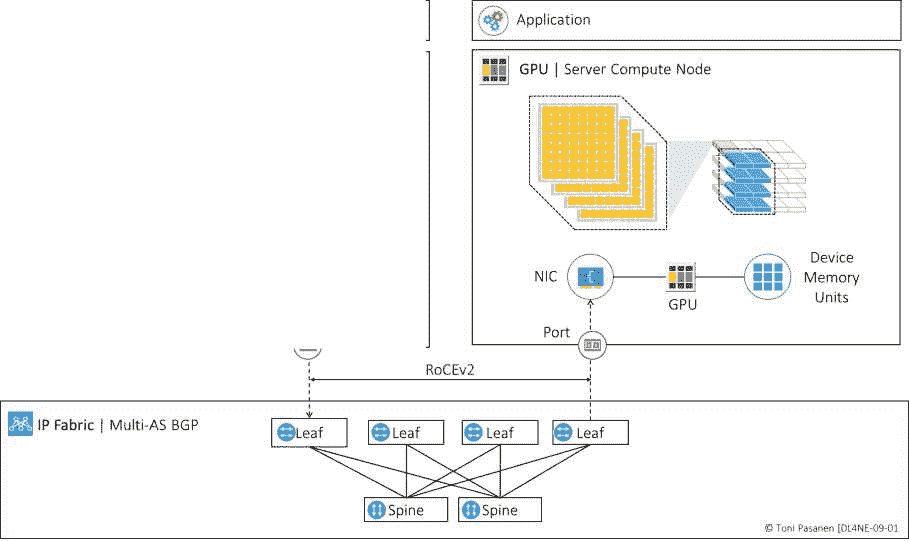 Application
GPU | Server Compute Node
NIC
GPU
Device
Memory
Units
Port
RoCEv2
IP Fabric | Multi-AS BGP
Leaf
Leaf
Leaf
Leaf
Spine
Spine
© Toni Pasanen [DL4NE-09-01